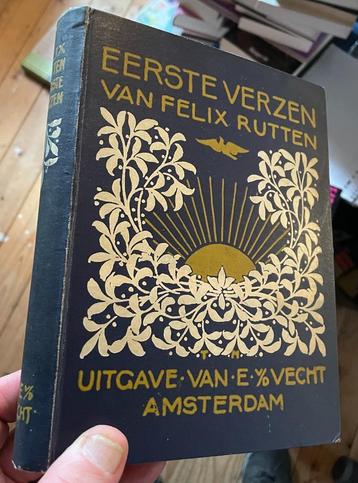 EERSTE VERZEN
VAN FELIX RUTTEN
T M
UITGAVE · VAN · E · V/D VECHT
AMSTERDAM